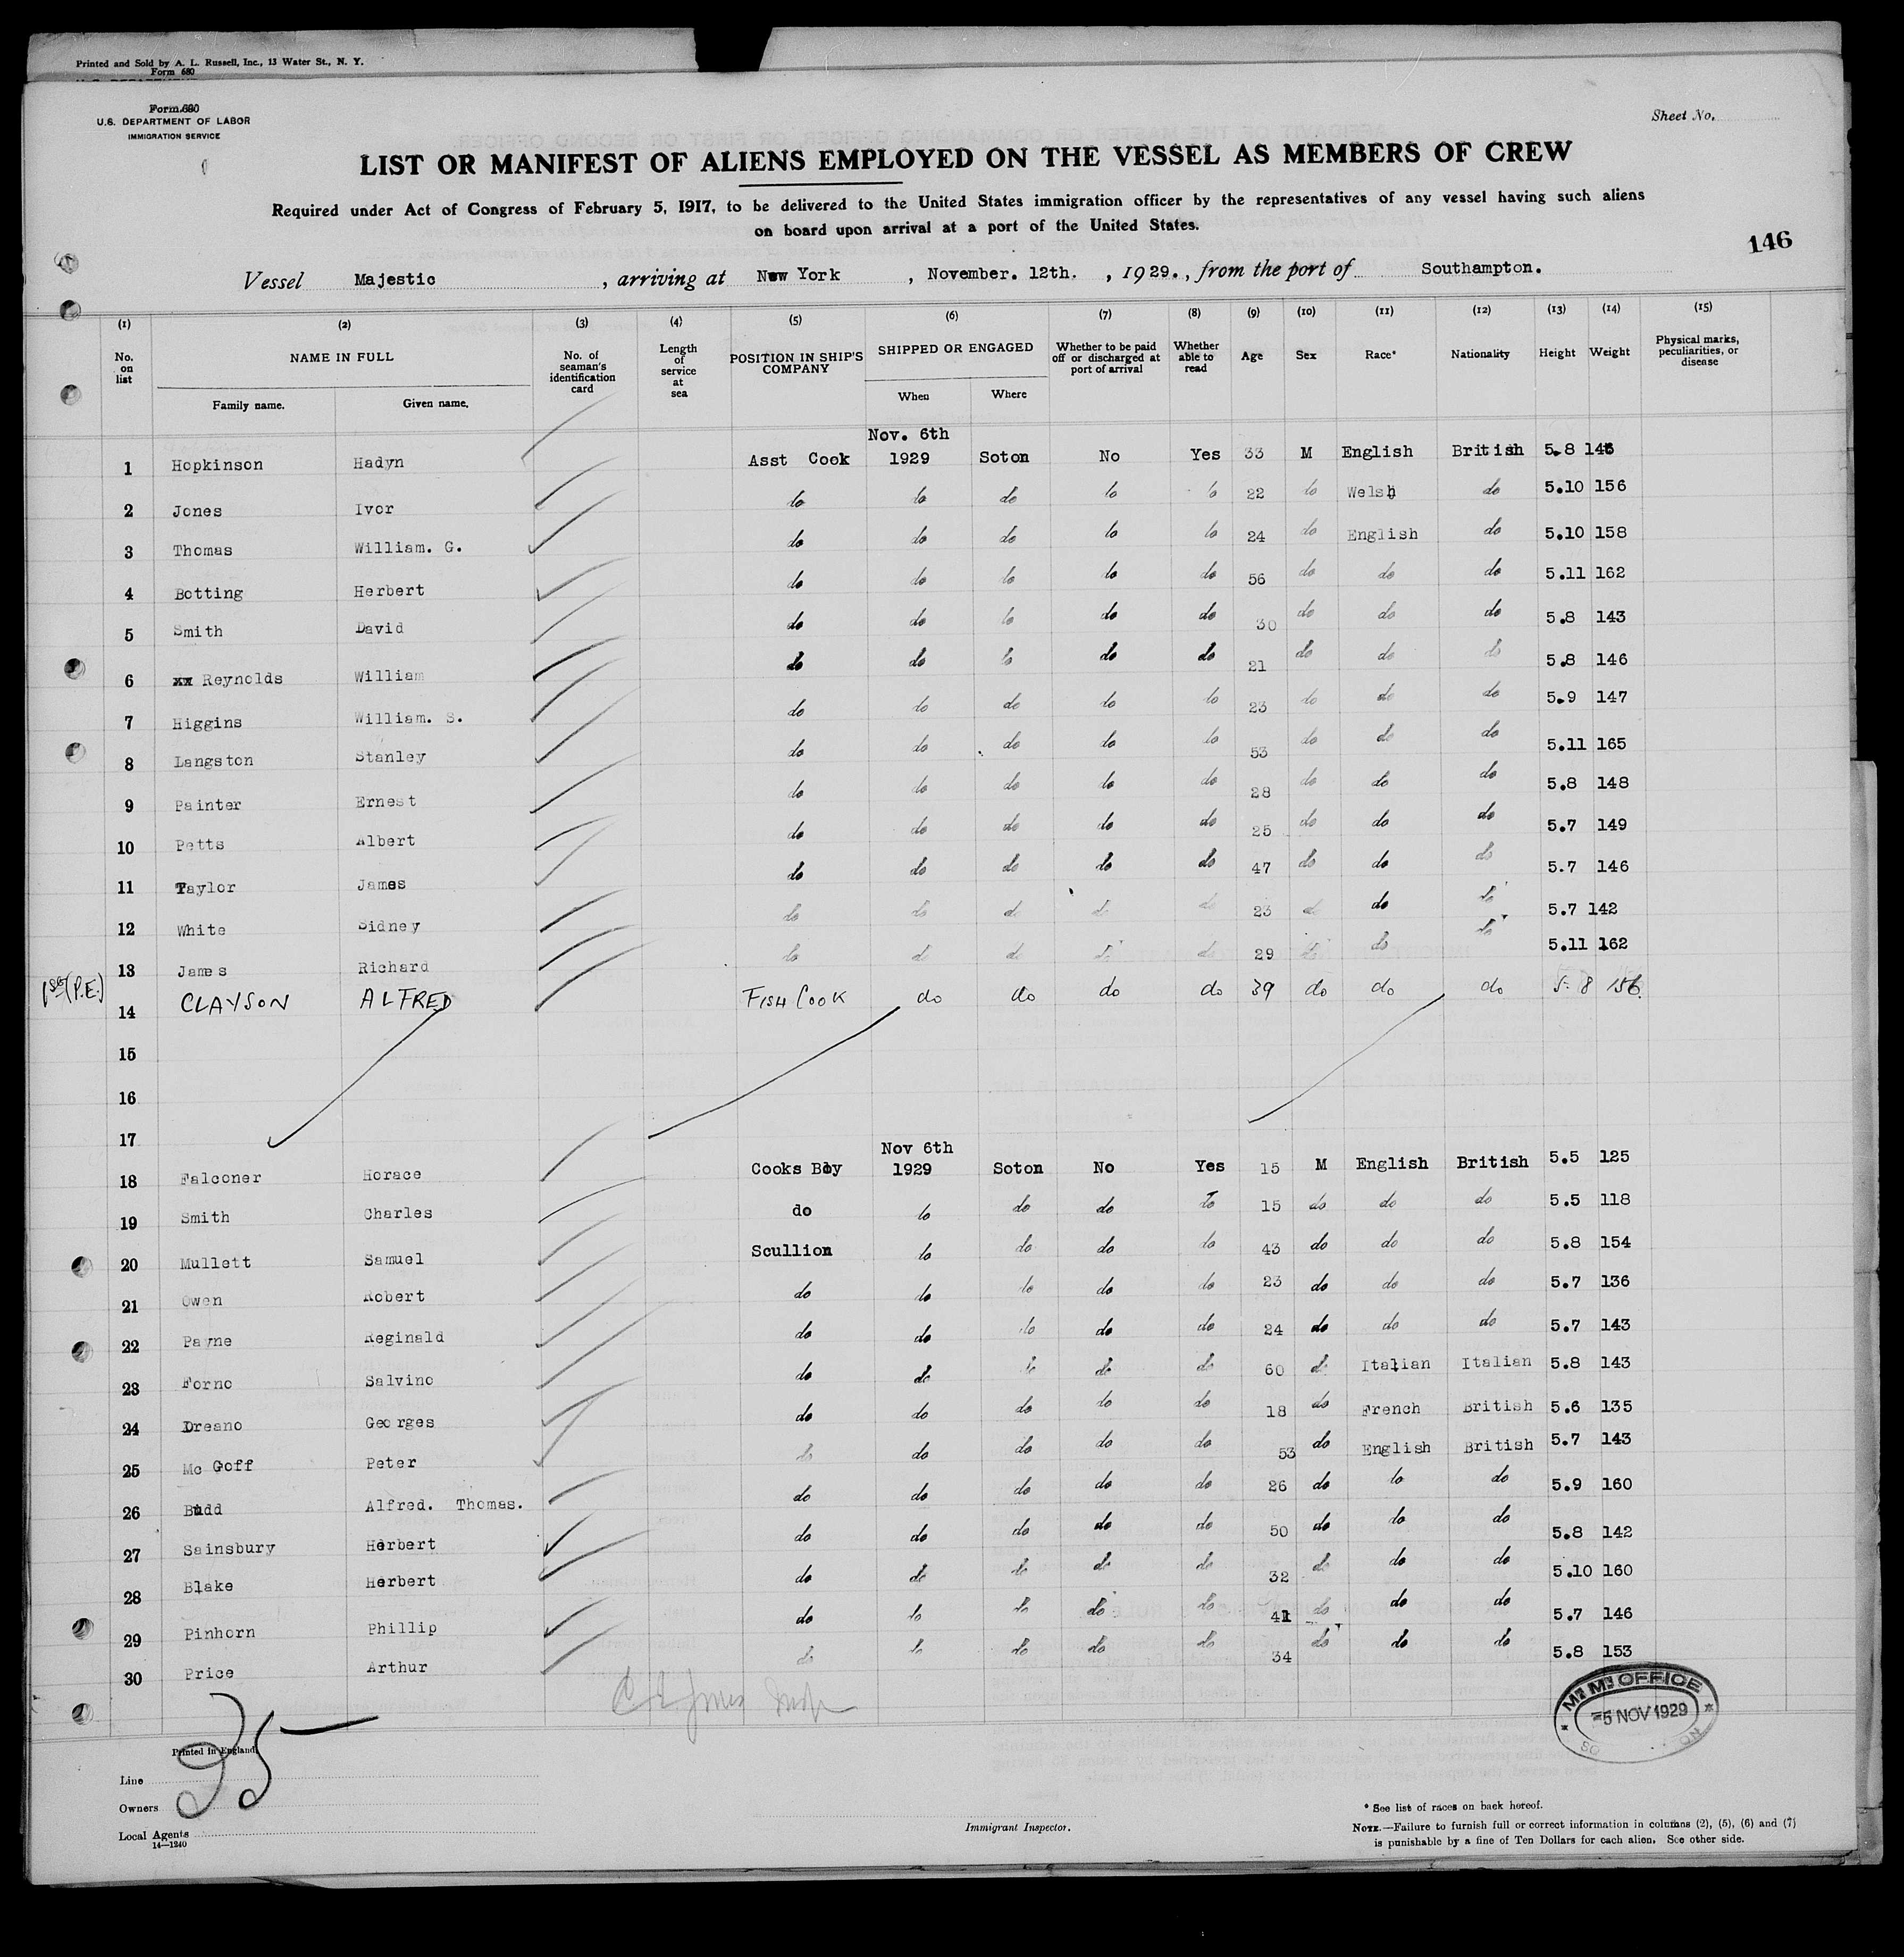 Printed and Sold by A. L. Russell, Inc., 13 Water St., N. Y.
Form 680
Form 680
U.S. DEPARTMENT OF LABOR
IMMIGRATION SERVICE
Sheet No.
LIST OR MANIFEST OF ALIENS EMPLOYED ON THE VESSEL AS MEMBERS OF CREW
Required under Act of Congress of February 5, 1917, to be delivered to the United States immigration officer by the representatives of any vessel having such aliens
on board upon arrival at a port of the United States.
146
Vessel Majestic , arriving at New York , November. 12th. , 1929. , from the port of Southampton.
(1) (2) (3) (4) (5) (6) (7) (8) (9) (10) (11) (12) (13) (14) (15)
No. on list NAME IN FULL Family name. Given name. No. of seaman's identification card Length of service at sea POSITION IN SHIP'S COMPANY SHIPPED OR ENGAGED When Where Whether to be paid off or discharged at port of arrival Whether able to read Age Sex Race* Nationality Height Weight Physical marks, peculiarities, or disease
Nov. 6th
1 Hopkinson Hadyn Asst Cook 1929 Soton No Yes 33 M English British 5.8 146
2 Jones Ivor do do do do do 22 do Welsh do 5.10 156
3 Thomas William. G. do do do do do 24 do English do 5.10 158
4 Botting Herbert do do do do do 56 do do do 5.11 162
5 Smith David do do do do do 30 do do do 5.8 143
6 xx Reynolds William do do do do do 21 do do do 5.8 146
7 Higgins William. S. do do do do do 23 do do do 5.9 147
8 Langston Stanley do do do do do 53 do do do 5.11 165
9 Painter Ernest do do do do do 28 do do do 5.8 148
10 Petts Albert do do do do do 25 do do do 5.7 149
11 Taylor James do do do do do 47 do do do 5.7 146
12 White Sidney do do do do do 23 do do do 5.7 142
13 James Richard do do do do do 29 do do do 5.11 162
1st (P.E.) 14 CLAYSON ALFRED FISH COOK do do do do 39 do do do 5.8 156.
15
16
17
Nov 6th
18 Falconer Horace Cooks Boy 1929 Soton No Yes 15 M English British 5.5 125
19 Smith Charles do do do do do 15 do do do 5.5 118
20 Mullett Samuel Scullion do do do do 43 do do do 5.8 154
21 Owen Robert do do do do do 23 do do do 5.7 136
22 Payne Reginald do do do do do 24 do do do 5.7 143
23 Forno Salvino do do do do do 60 do Italian Italian 5.8 143
24 Dreano Georges do do do do do 18 do French British 5.6 135
25 Mc Goff Peter do do do do do 53 do English British 5.7 143
26 Budd Alfred. Thomas. do do do do do 26 do do do 5.9 160
27 Sainsbury Herbert do do do do do 50 do do do 5.8 142
28 Blake Herbert do do do do do 32 do do do 5.10 160
29 Pinhorn Phillip do do do do do 41 do do do 5.7 146
30 Price Arthur do do do do do 34 do do do 5.8 153
Mr. Ms. OFFICE
5 NOV 1929
25
Printed in England
Line
Owners
Local Agents
14—1240
Immigrant Inspector.
* See list of races on back hereof.
NOTE.—Failure to furnish full or correct information in columns (2), (5), (6) and (7)
is punishable by a fine of Ten Dollars for each alien. See other side.